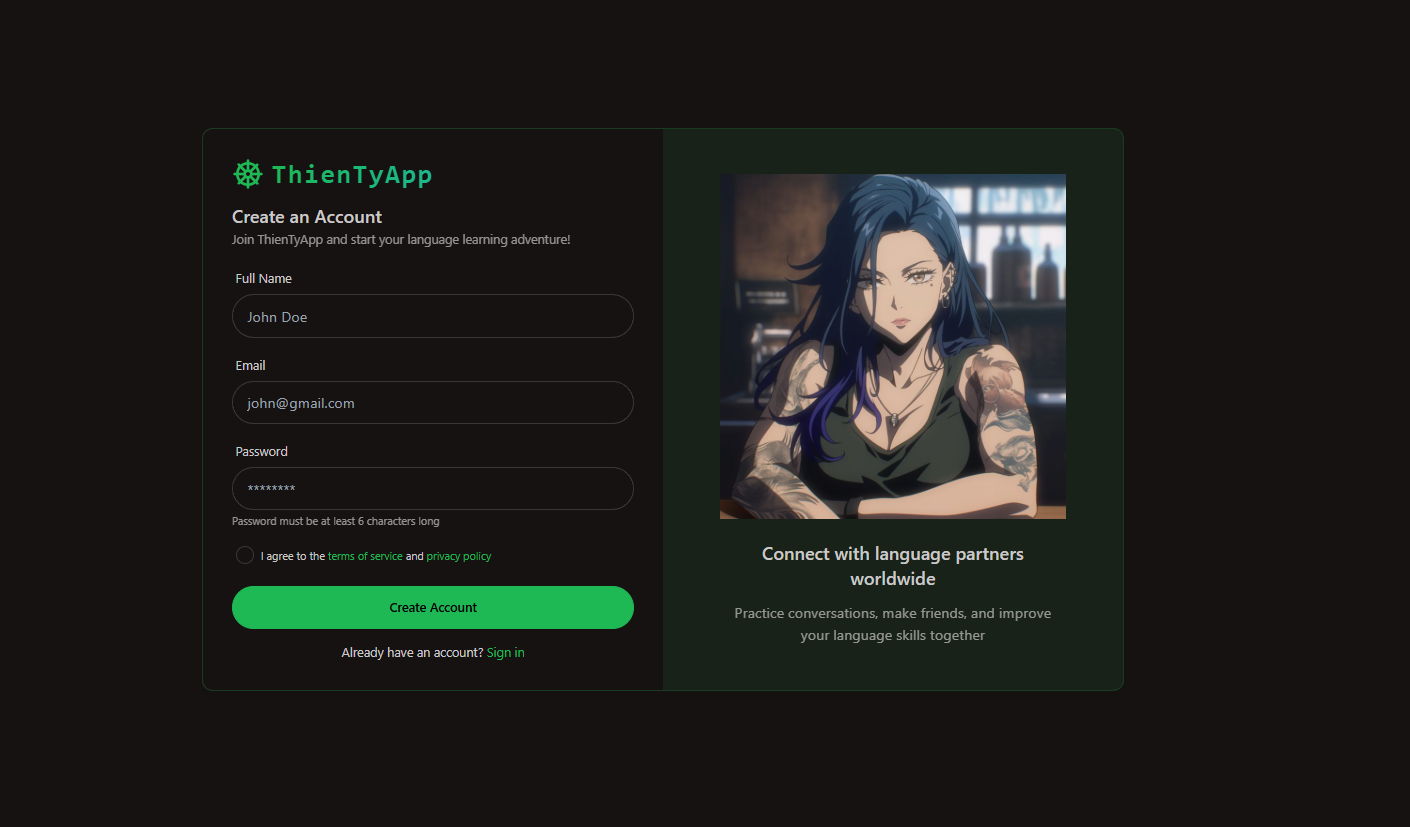 ThienTyApp
Create an Account
Join ThienTyApp and start your language learning adventure!
Full Name
John Doe
Email
john@gmail.com
Password
********
Password must be at least 6 characters long
I agree to the terms of service and privacy policy
Create Account
Already have an account? Sign in
Connect with language partners
worldwide
Practice conversations, make friends, and improve
your language skills together